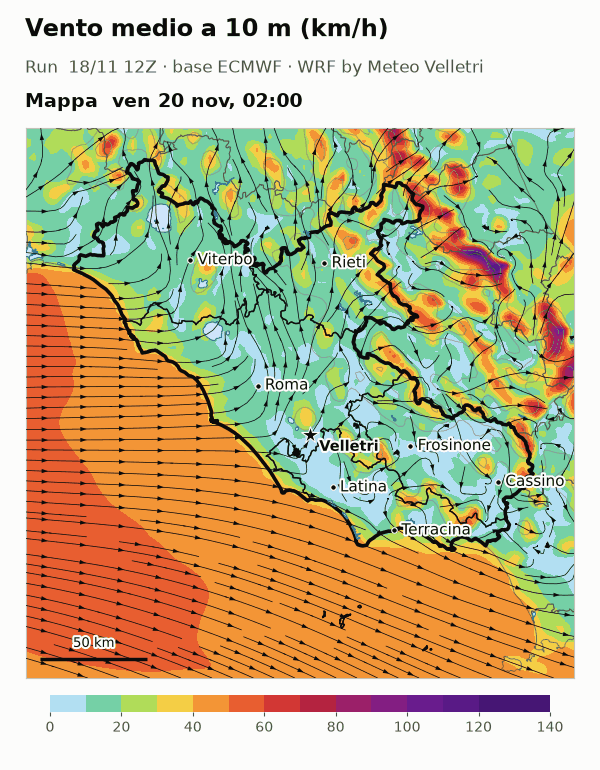 Vento medio a 10 m (km/h)
Run 18/11 12Z · base ECMWF · WRF by Meteo Velletri
Mappa ven 20 nov, 02:00
Viterbo
Rieti
Roma
Velletri
Frosinone
Latina
Cassino
Terracina
50 km
0 20 40 60 80 100 120 140